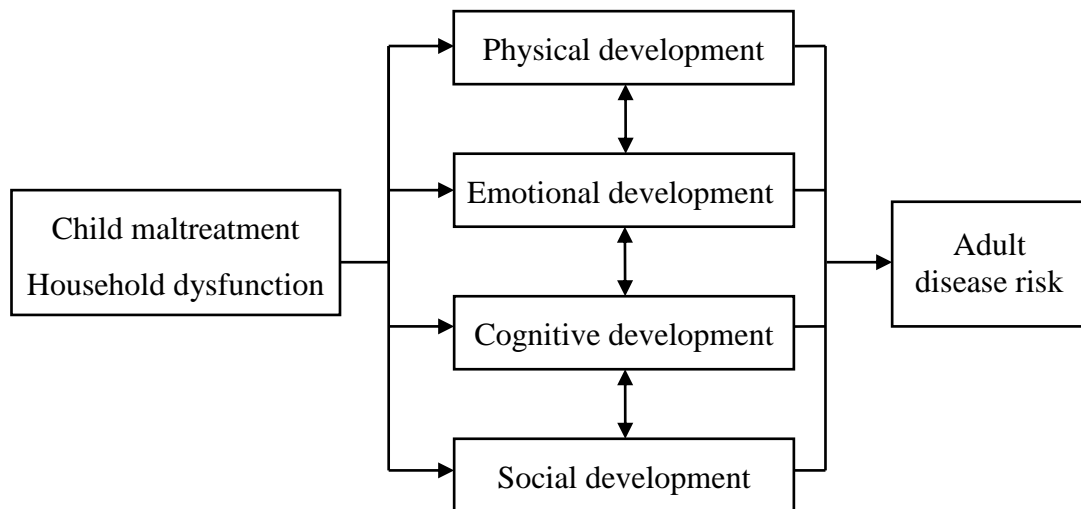 Physical development
Emotional development
Child maltreatment
Household dysfunction
Adult
disease risk
Cognitive development
Social development